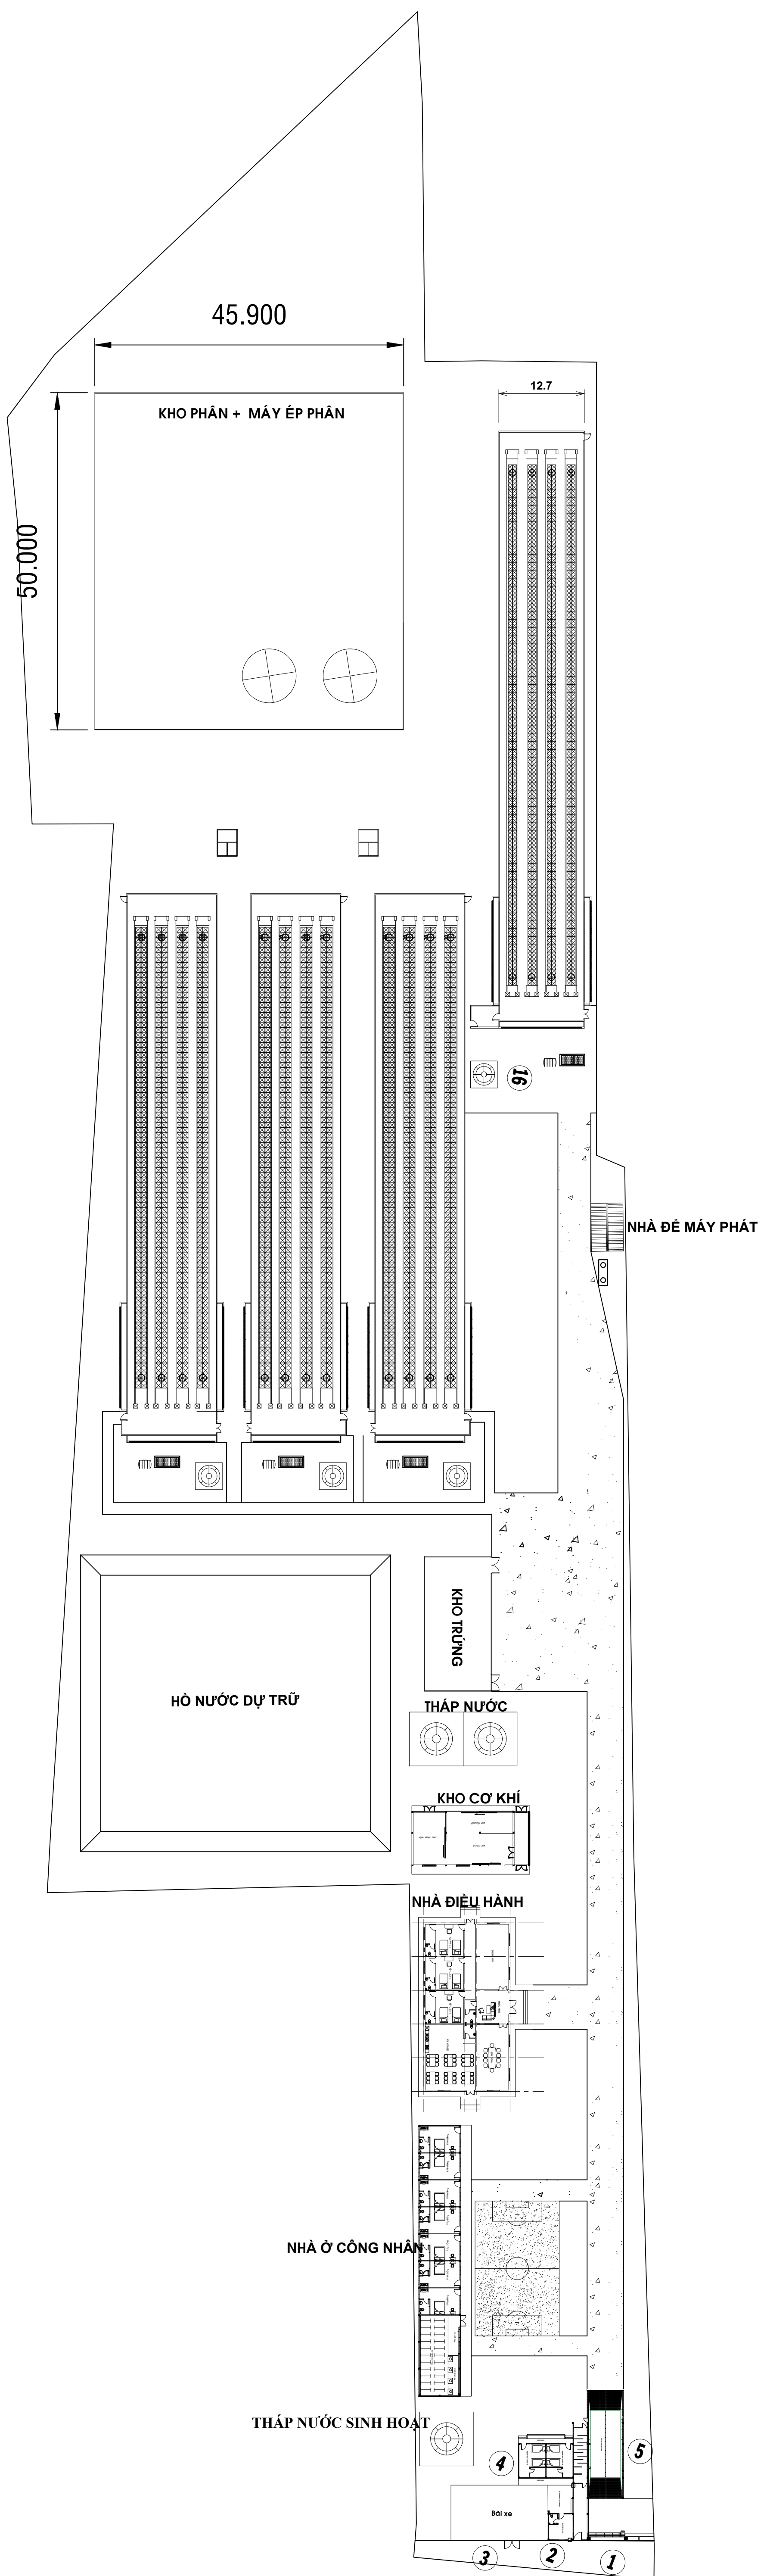 45.900
12.7
KHO PHÂN + MÁY ÉP PHÂN
50.000
16
NHÀ ĐỂ MÁY PHÁT
KHO TRỨNG
HỒ NƯỚC DỰ TRỮ
THÁP NƯỚC
KHO CƠ KHÍ
NHÀ ĐIỀU HÀNH
NHÀ Ở CÔNG NHÂN
THÁP NƯỚC SINH HOẠT
5
4
Bãi xe
3
2
1